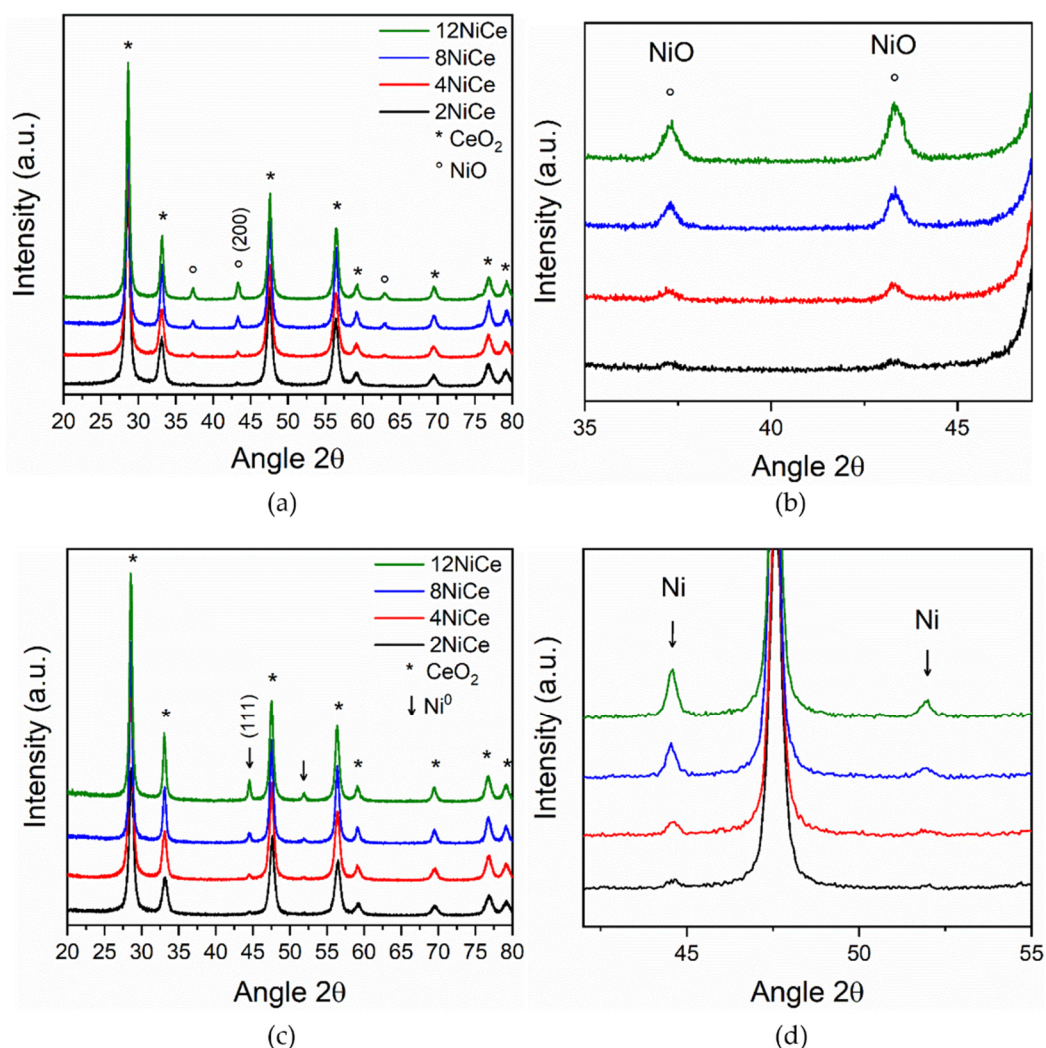 12NiCe
8NiCe
4NiCe
2NiCe
* CeO₂
° NiO
(200)
* * ° ° * * * ° * * *
Intensity (a.u.)
20 25 30 35 40 45 50 55 60 65 70 75 80
Angle 2θ
(a)
NiO NiO
° °
Intensity (a.u.)
35 40 45
Angle 2θ
(b)
12NiCe
8NiCe
4NiCe
2NiCe
* CeO₂
↓ Ni⁰
(111)
* * ↓ * ↓ * * * * *
Intensity (a.u.)
20 25 30 35 40 45 50 55 60 65 70 75 80
Angle 2θ
(c)
Ni Ni
↓ ↓
Intensity (a.u.)
45 50 55
Angle 2θ
(d)